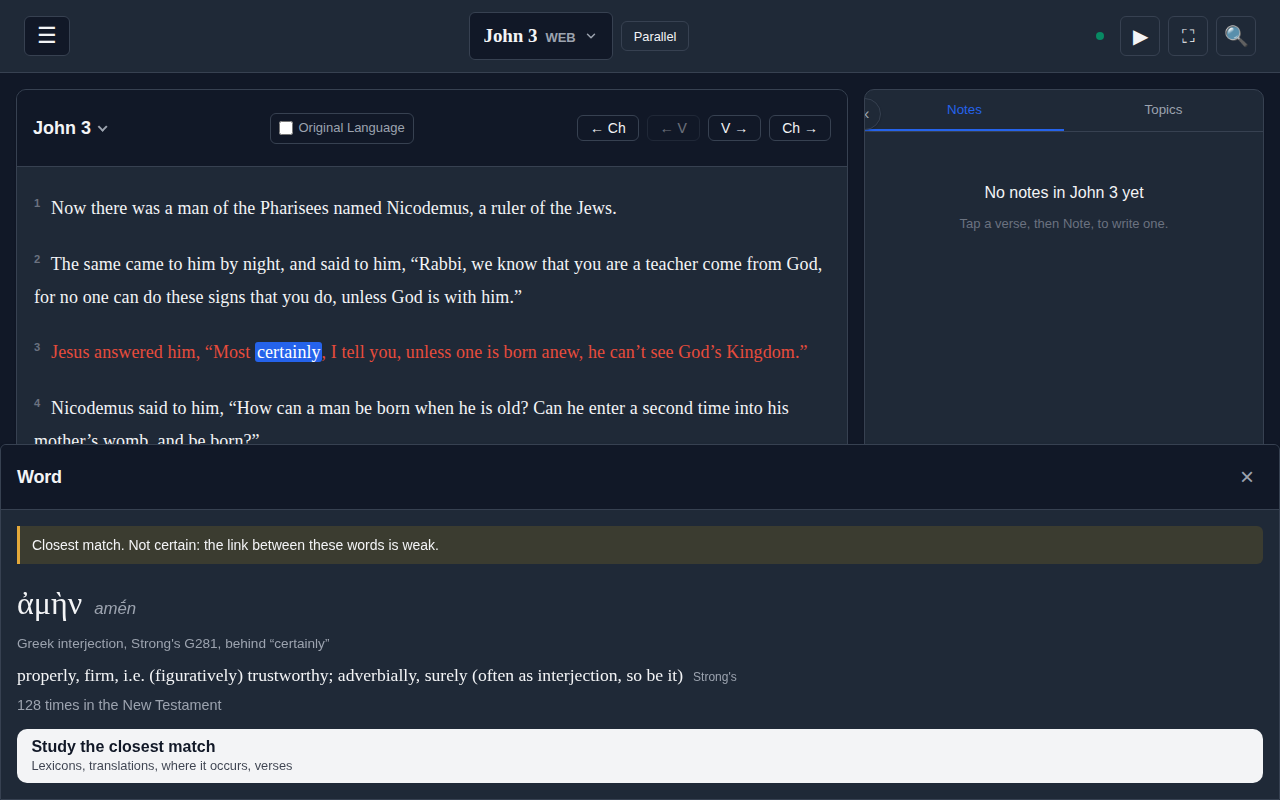 ☰
John 3 WEB
Parallel
John 3
Original Language
← Ch
← V
V →
Ch →
Notes
Topics
No notes in John 3 yet
Tap a verse, then Note, to write one.
1 Now there was a man of the Pharisees named Nicodemus, a ruler of the Jews.
2 The same came to him by night, and said to him, “Rabbi, we know that you are a teacher come from God,
for no one can do these signs that you do, unless God is with him.”
3 Jesus answered him, “Most certainly, I tell you, unless one is born anew, he can’t see God’s Kingdom.”
4 Nicodemus said to him, “How can a man be born when he is old? Can he enter a second time into his
mother’s womb, and be born?”
Word
×
Closest match. Not certain: the link between these words is weak.
ἀμὴν amḗn
Greek interjection, Strong's G281, behind “certainly”
properly, firm, i.e. (figuratively) trustworthy; adverbially, surely (often as interjection, so be it) Strong's
128 times in the New Testament
Study the closest match
Lexicons, translations, where it occurs, verses